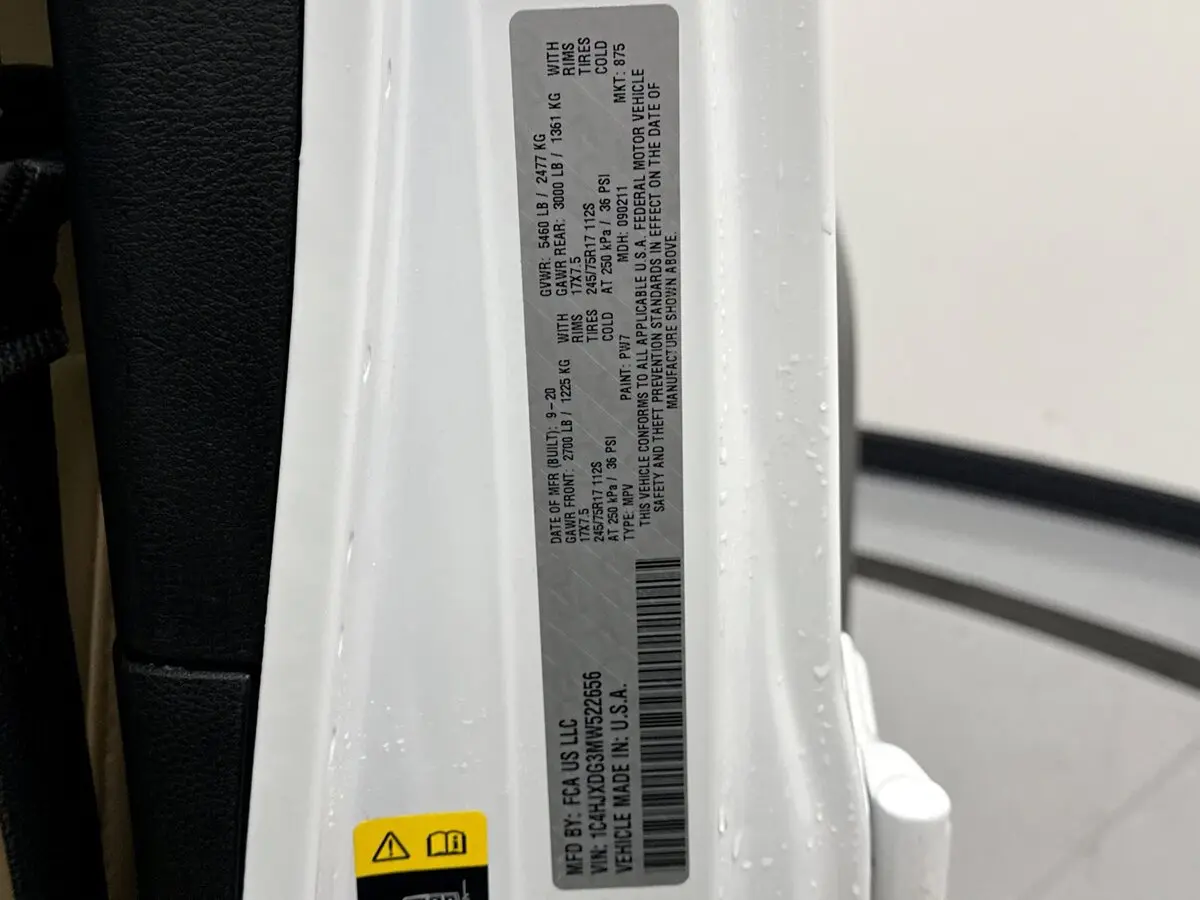 MFD BY: FCA US LLC
VIN: 1C4HJXDG3MW522656
VEHICLE MADE IN: U.S.A.
DATE OF MFR (BUILT): 9-20 GVWR: 5460 LB / 2477 KG
GAWR FRONT: 2700 LB / 1225 KG WITH GAWR REAR: 3000 LB / 1361 KG WITH
17X7.5 RIMS 17X7.5 RIMS
245/75R17 112S TIRES 245/75R17 112S TIRES
AT 250 kPa / 36 PSI COLD AT 250 kPa / 36 PSI COLD
TYPE: MPV PAINT: PW7 MDH: 090211 MKT: 875
THIS VEHICLE CONFORMS TO ALL APPLICABLE U.S.A. FEDERAL MOTOR VEHICLE
SAFETY AND THEFT PREVENTION STANDARDS IN EFFECT ON THE DATE OF
MANUFACTURE SHOWN ABOVE.